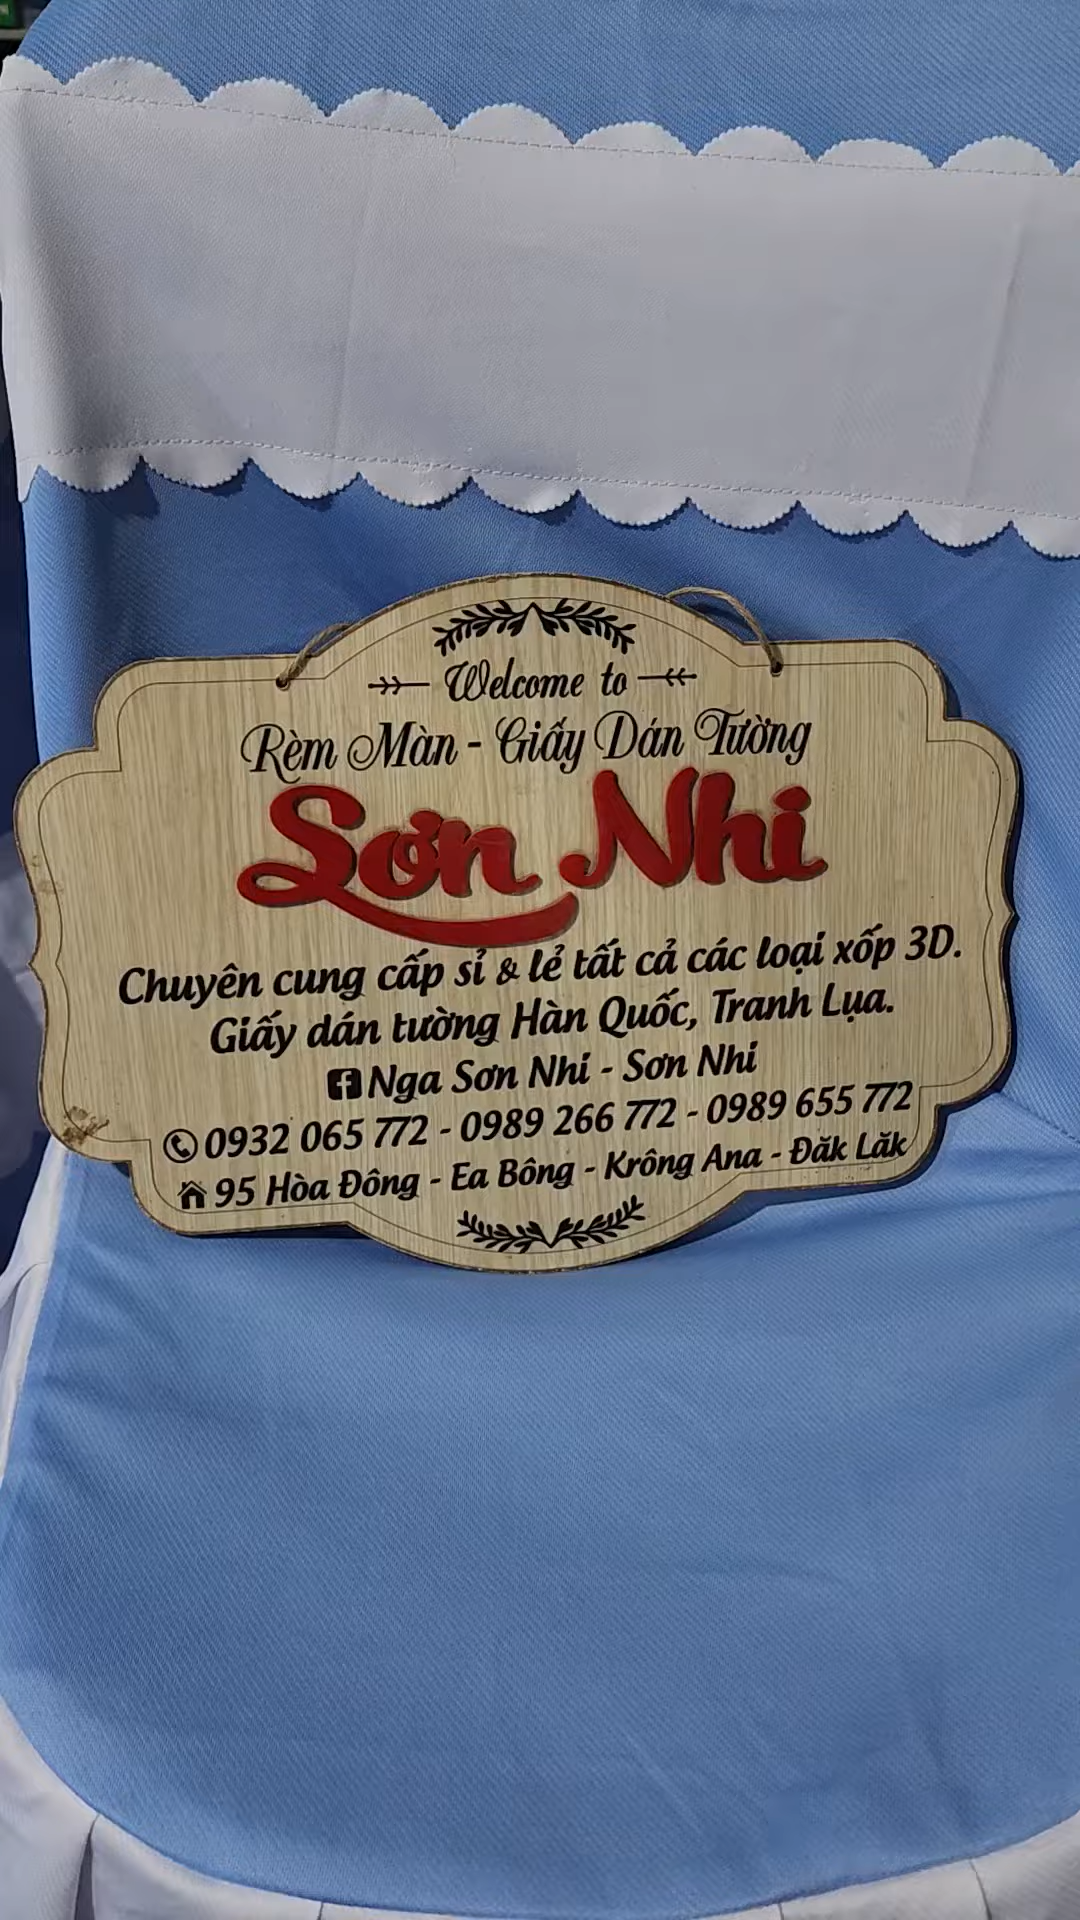 Welcome to
Rèm Màn - Giấy Dán Tường
Sơn Nhi
Chuyên cung cấp sỉ & lẻ tất cả các loại xốp 3D.
Giấy dán tường Hàn Quốc, Tranh Lụa.
Nga Sơn Nhi - Sơn Nhi
0932 065 772 - 0989 266 772 - 0989 655 772
95 Hòa Đông - Ea Bông - Krông Ana - Đăk Lăk